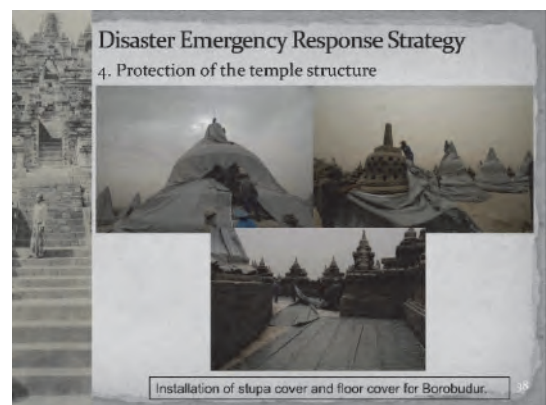 Disaster Emergency Response Strategy
4. Protection of the temple structure
Installation of stupa cover and floor cover for Borobudur.
38